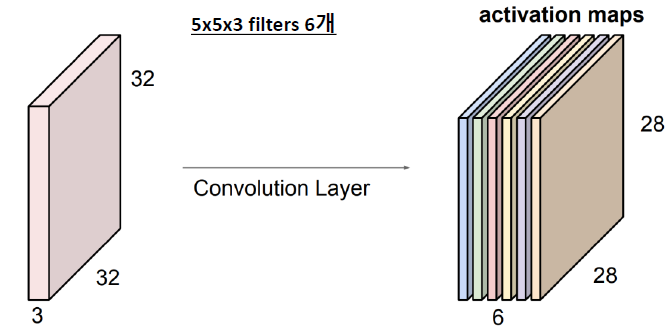 5x5x3 filters 6개
activation maps
32
32
3
Convolution Layer
28
28
6